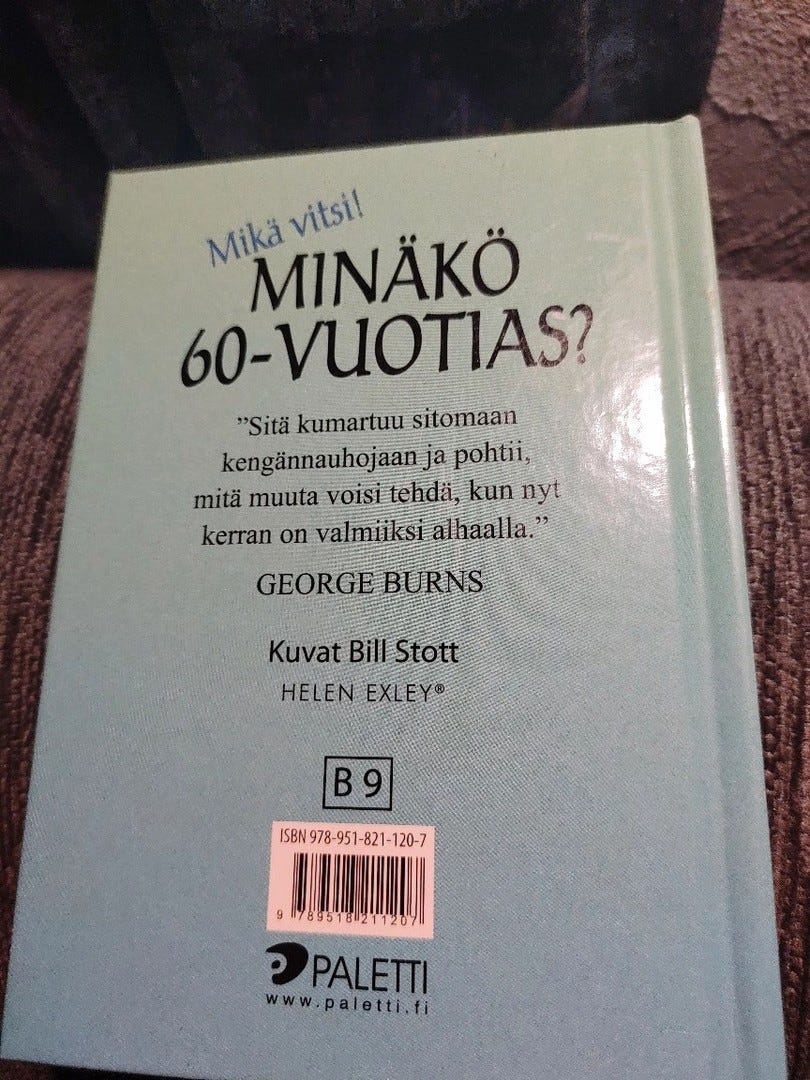 Mikä vitsi!
MINÄKÖ
60-VUOTIAS?
”Sitä kumartuu sitomaan
kengännauhojaan ja pohtii,
mitä muuta voisi tehdä, kun nyt
kerran on valmiiksi alhaalla.”
GEORGE BURNS
Kuvat Bill Stott
HELEN EXLEY®
B 9
ISBN 978-951-821-120-7
9 789518 211207
PALETTI
www.paletti.fi